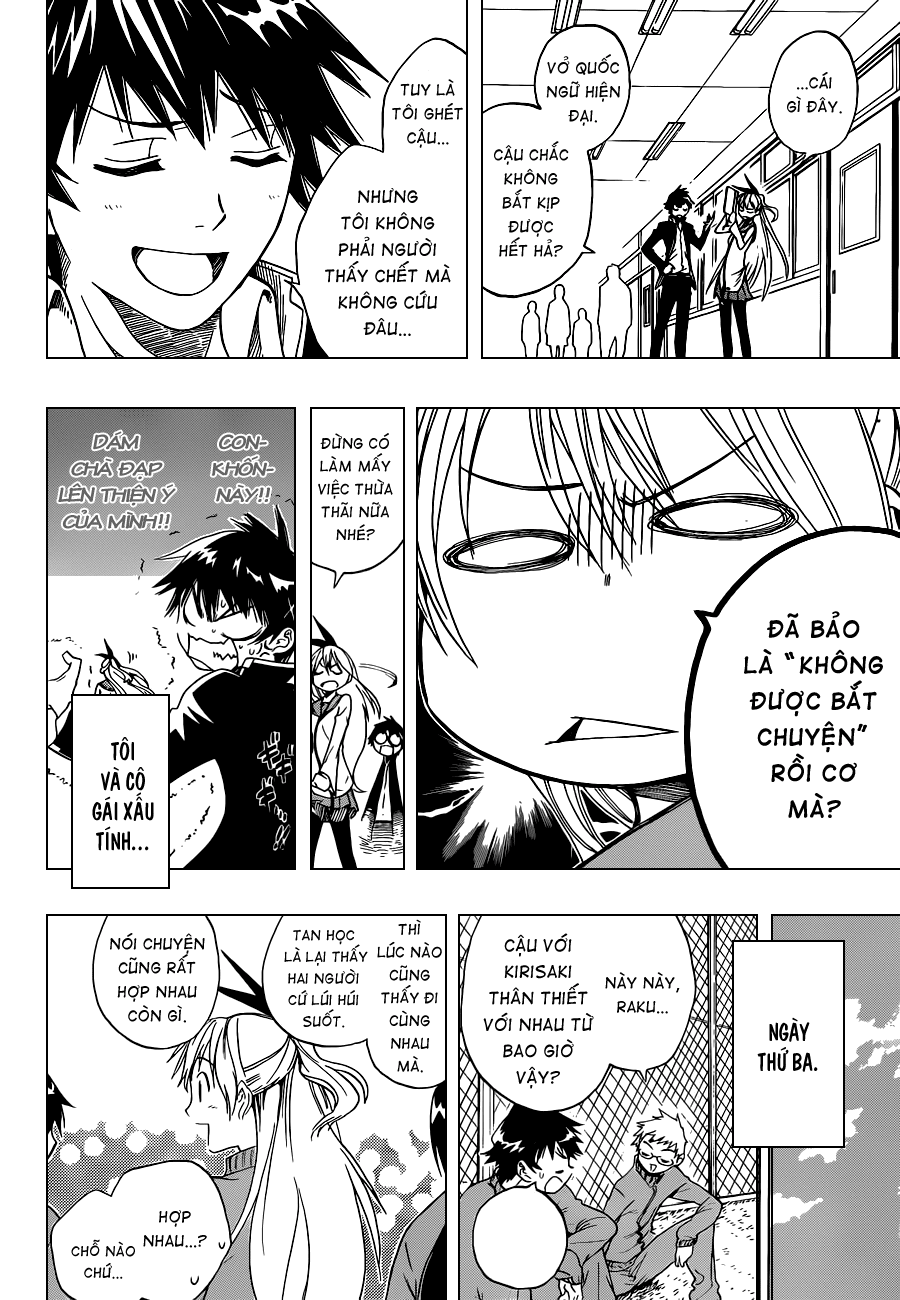 ...CÁI
GÌ ĐÂY.
VỞ QUỐC
NGỮ HIỆN
ĐẠI.
CẬU CHẮC
KHÔNG
BẮT KỊP
ĐƯỢC
HẾT HẢ?
TUY LÀ
TÔI GHÉT
CẬU...
NHƯNG
TÔI KHÔNG
PHẢI NGƯỜI
THẤY CHẾT MÀ
KHÔNG CỨU
ĐÂU...
ĐÃ BẢO
LÀ "KHÔNG
ĐƯỢC BẮT
CHUYỆN"
RỒI CƠ
MÀ?
ĐỪNG CÓ
LÀM MẤY
VIỆC THỪA
THÃI NỮA
NHÉ?
CON-
KHỐN-
NÀY!!
DÁM
CHÀ ĐẠP
LÊN THIỆN Ý
CỦA MÌNH!!
TÔI
VÀ CÔ
GÁI XẤU
TÍNH...
NGÀY
THỨ BA.
NÀY NÀY,
RAKU...
CẬU VỚI
KIRISAKI
THÂN THIẾT
VỚI NHAU TỪ
BAO GIỜ
VẬY?
THÌ
LÚC NÀO
CŨNG
THẤY ĐI
CÙNG
NHAU
MÀ.
TAN HỌC
LÀ LẠI THẤY
HAI NGƯỜI
CỨ LÚI HÚI
SUỐT.
NÓI CHUYỆN
CŨNG RẤT
HỢP NHAU
CÒN GÌ.
HỢP
NHAU...?
CHỖ NÀO
CHỨ...